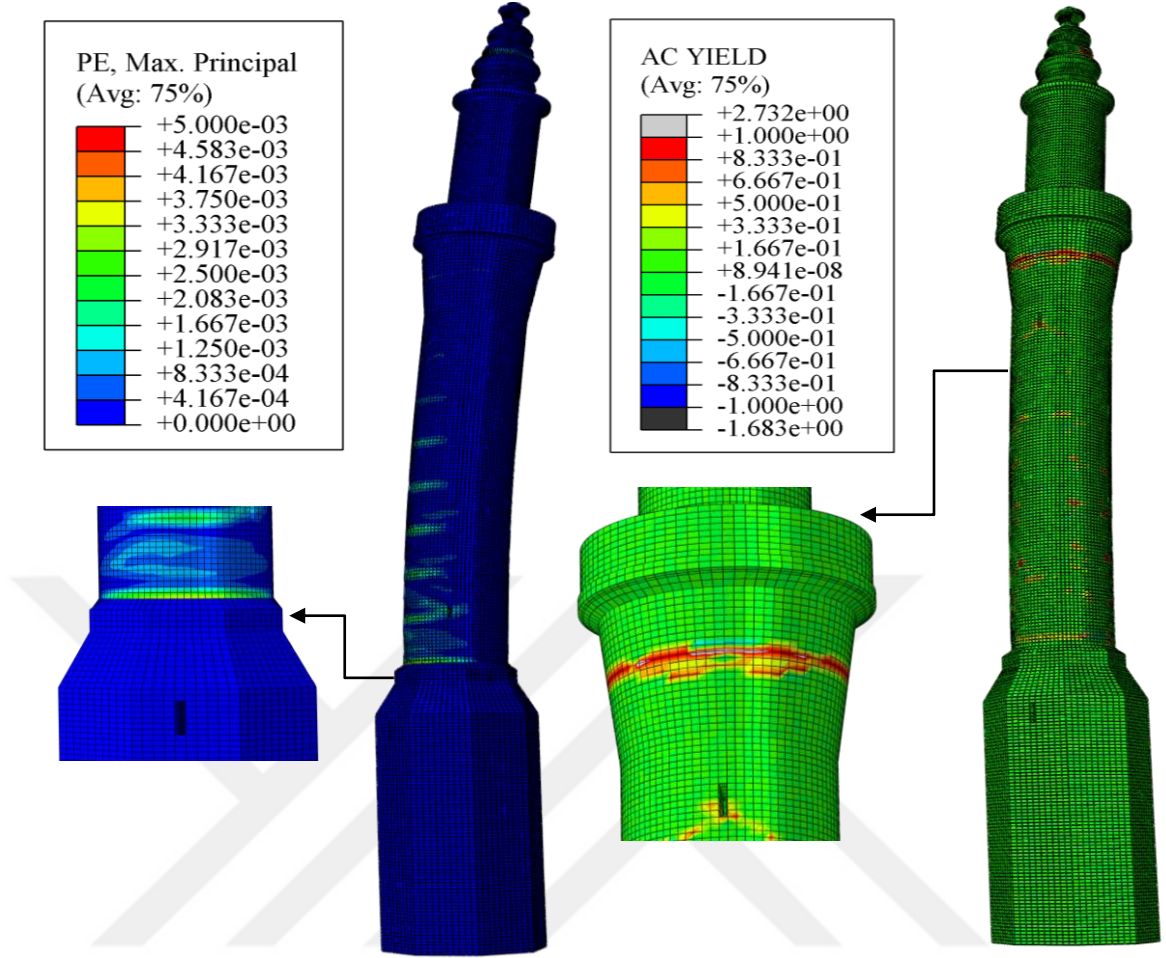 PE, Max. Principal
(Avg: 75%)
+5.000e-03
+4.583e-03
+4.167e-03
+3.750e-03
+3.333e-03
+2.917e-03
+2.500e-03
+2.083e-03
+1.667e-03
+1.250e-03
+8.333e-04
+4.167e-04
+0.000e+00
AC YIELD
(Avg: 75%)
+2.732e+00
+1.000e+00
+8.333e-01
+6.667e-01
+5.000e-01
+3.333e-01
+1.667e-01
+8.941e-08
-1.667e-01
-3.333e-01
-5.000e-01
-6.667e-01
-8.333e-01
-1.000e+00
-1.683e+00